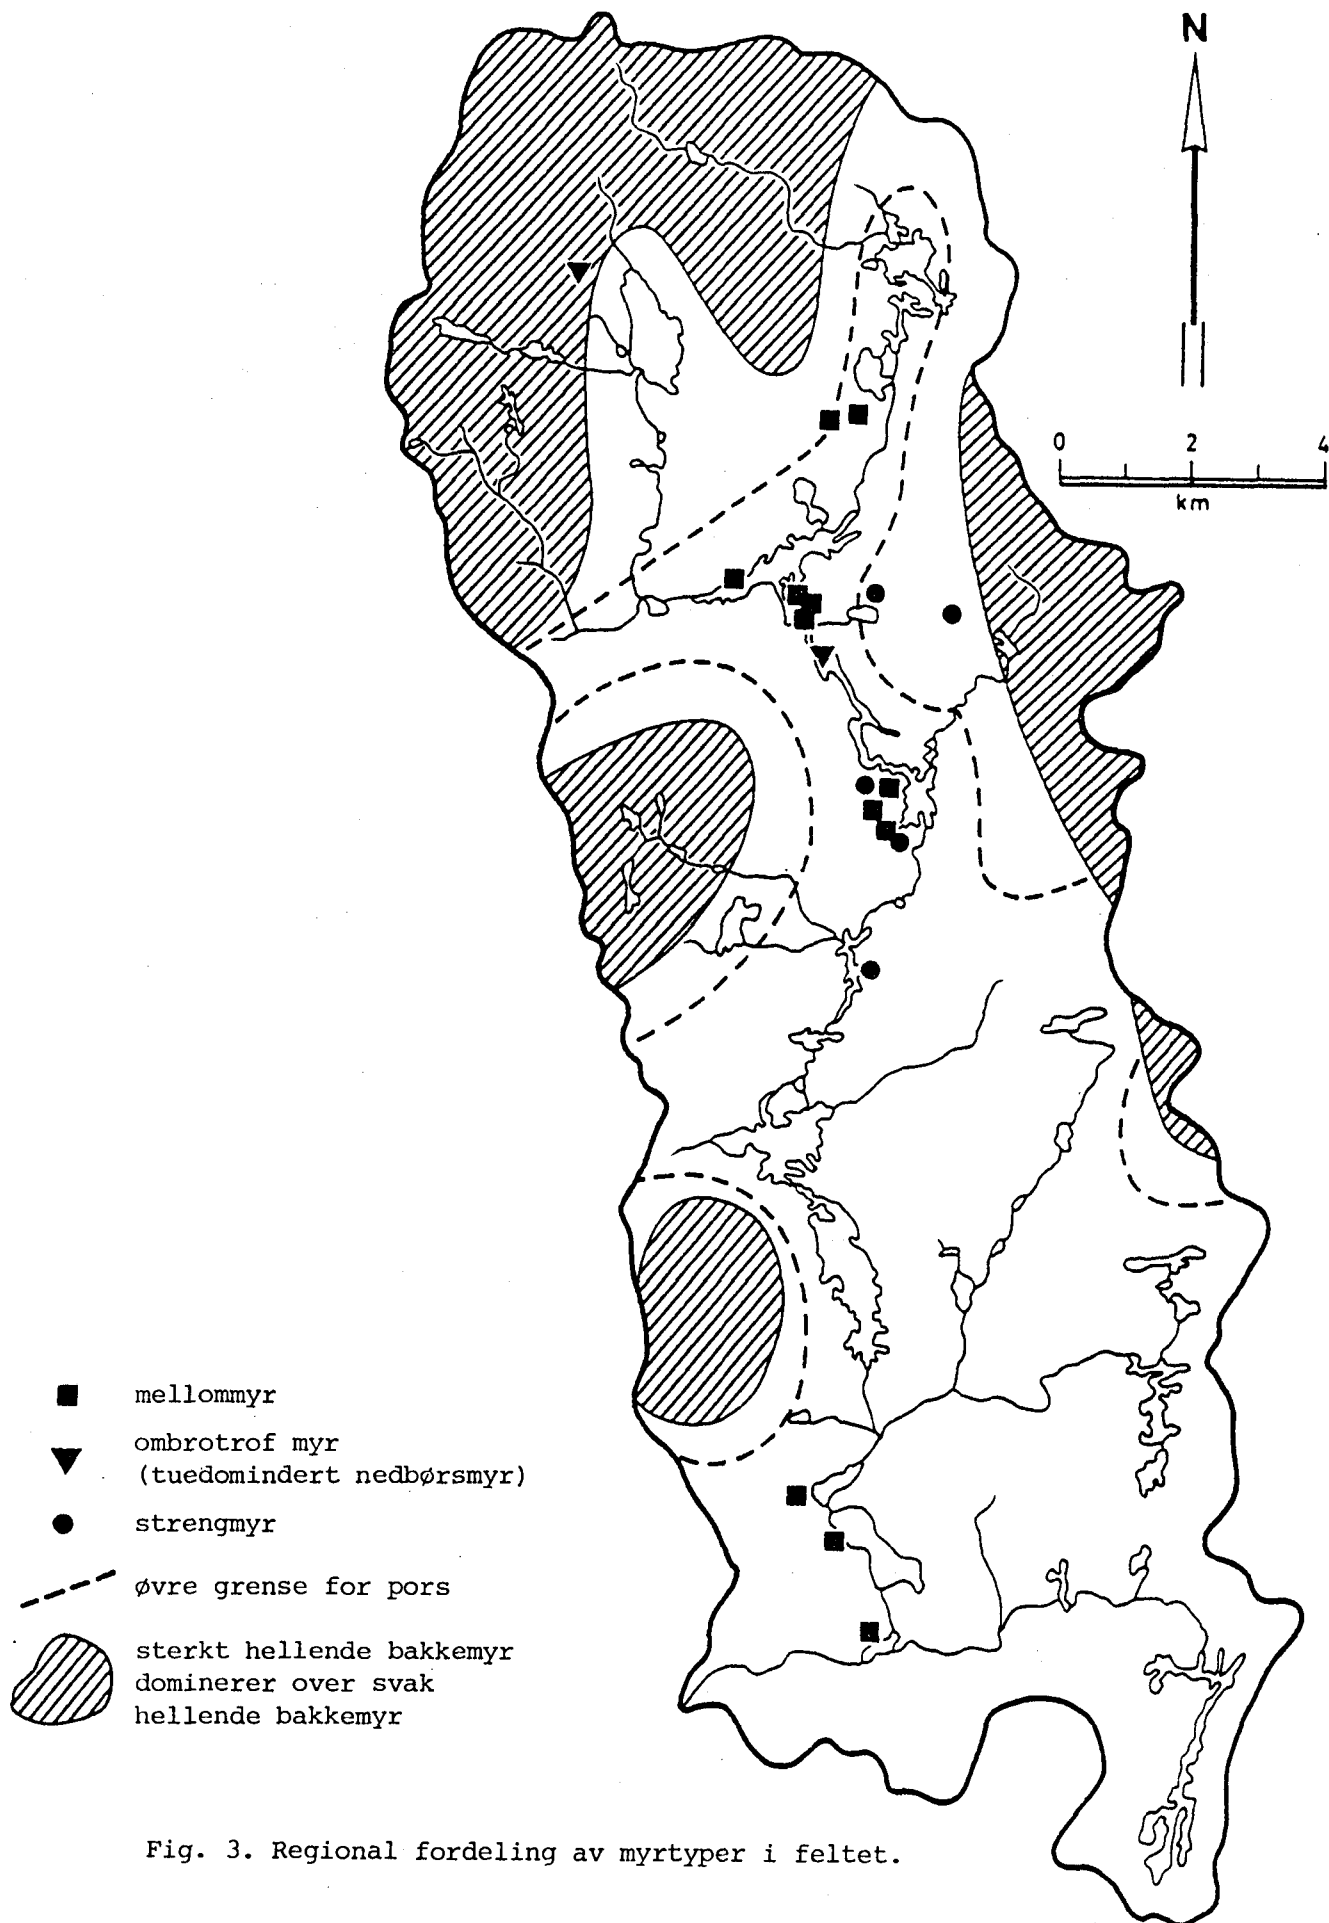 N
0 2 4
km
mellommyr
ombrotrof myr
(tuedomindert nedbørsmyr)
strengmyr
øvre grense for pors
sterkt hellende bakkemyr
dominerer over svak
hellende bakkemyr
Fig. 3. Regional fordeling av myrtyper i feltet.